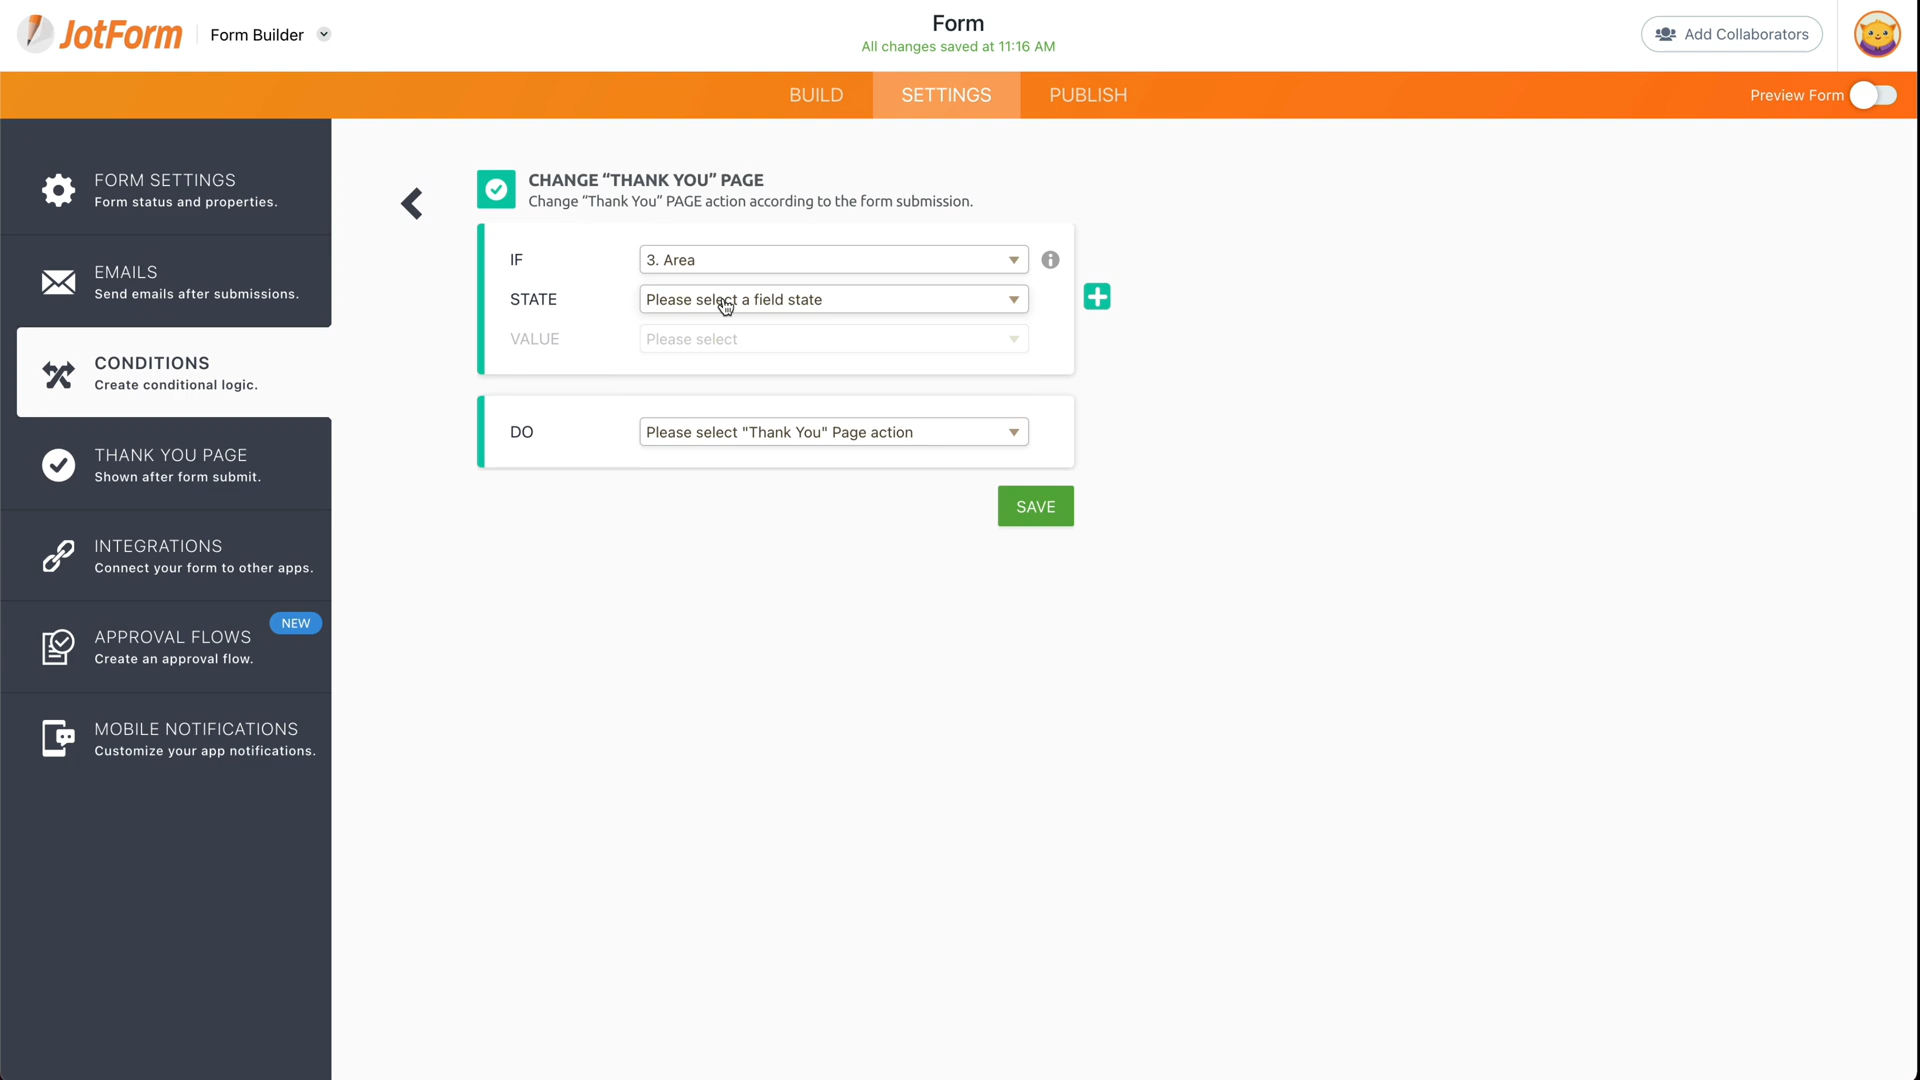 JotForm
Form Builder
Form
All changes saved at 11:16 AM
Add Collaborators
BUILD
SETTINGS
PUBLISH
Preview Form
FORM SETTINGS
Form status and properties.
EMAILS
Send emails after submissions.
CONDITIONS
Create conditional logic.
THANK YOU PAGE
Shown after form submit.
INTEGRATIONS
Connect your form to other apps.
NEW
APPROVAL FLOWS
Create an approval flow.
MOBILE NOTIFICATIONS
Customize your app notifications.
CHANGE “THANK YOU” PAGE
Change “Thank You” PAGE action according to the form submission.
IF
3. Area
STATE
Please select a field state
VALUE
Please select
DO
Please select "Thank You" Page action
SAVE